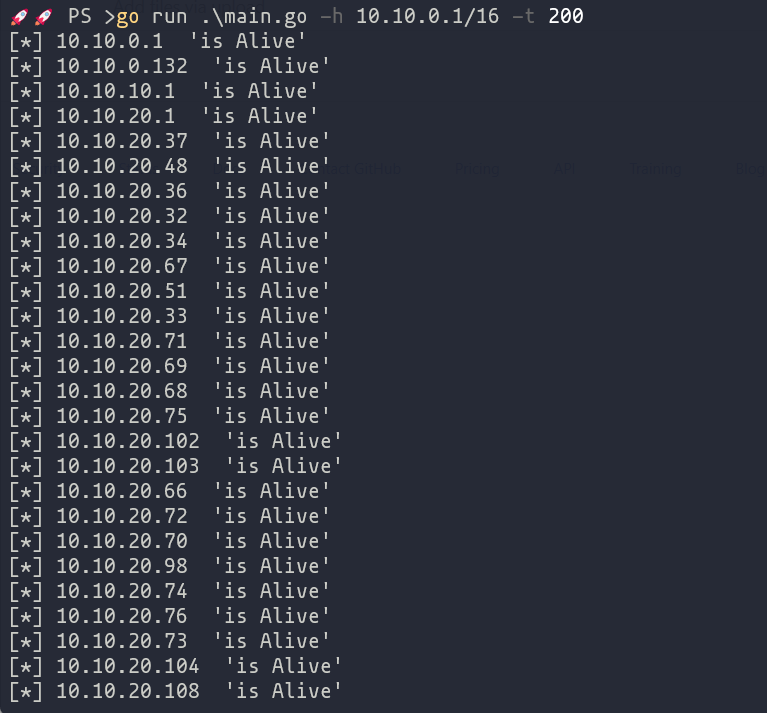 🚀🚀 PS >go run .\main.go -h 10.10.0.1/16 -t 200
[*] 10.10.0.1  'is Alive'
[*] 10.10.0.132  'is Alive'
[*] 10.10.10.1  'is Alive'
[*] 10.10.20.1  'is Alive'
[*] 10.10.20.37  'is Alive'
[*] 10.10.20.48  'is Alive'
[*] 10.10.20.36  'is Alive'
[*] 10.10.20.32  'is Alive'
[*] 10.10.20.34  'is Alive'
[*] 10.10.20.67  'is Alive'
[*] 10.10.20.51  'is Alive'
[*] 10.10.20.33  'is Alive'
[*] 10.10.20.71  'is Alive'
[*] 10.10.20.69  'is Alive'
[*] 10.10.20.68  'is Alive'
[*] 10.10.20.75  'is Alive'
[*] 10.10.20.102  'is Alive'
[*] 10.10.20.103  'is Alive'
[*] 10.10.20.66  'is Alive'
[*] 10.10.20.72  'is Alive'
[*] 10.10.20.70  'is Alive'
[*] 10.10.20.98  'is Alive'
[*] 10.10.20.74  'is Alive'
[*] 10.10.20.76  'is Alive'
[*] 10.10.20.73  'is Alive'
[*] 10.10.20.104  'is Alive'
[*] 10.10.20.108  'is Alive'